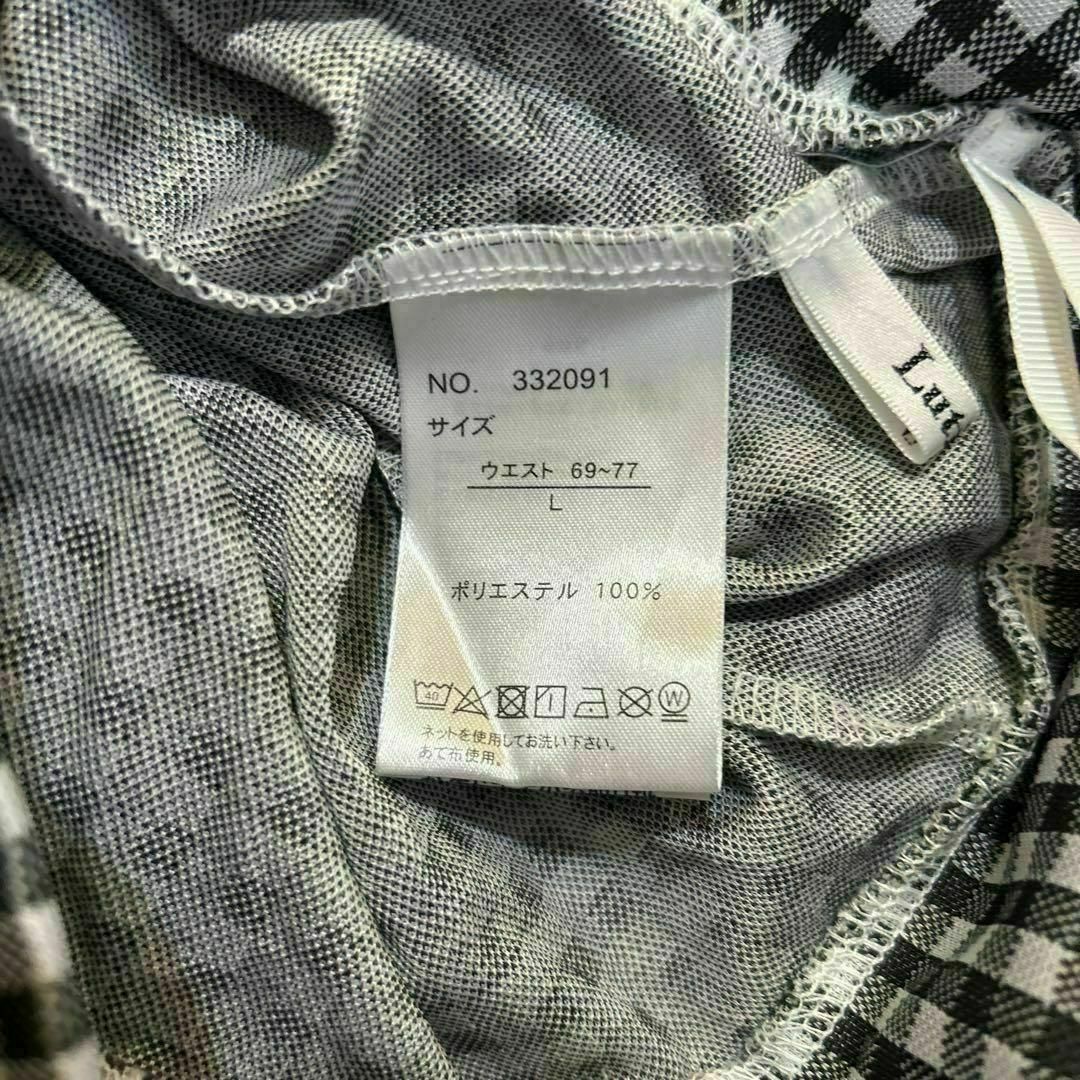 NO. 332091
サイズ
ウエスト 69~77
L
ポリエステル 100%
40
W
ネットを使用してお洗い下さい。
あて布使用。